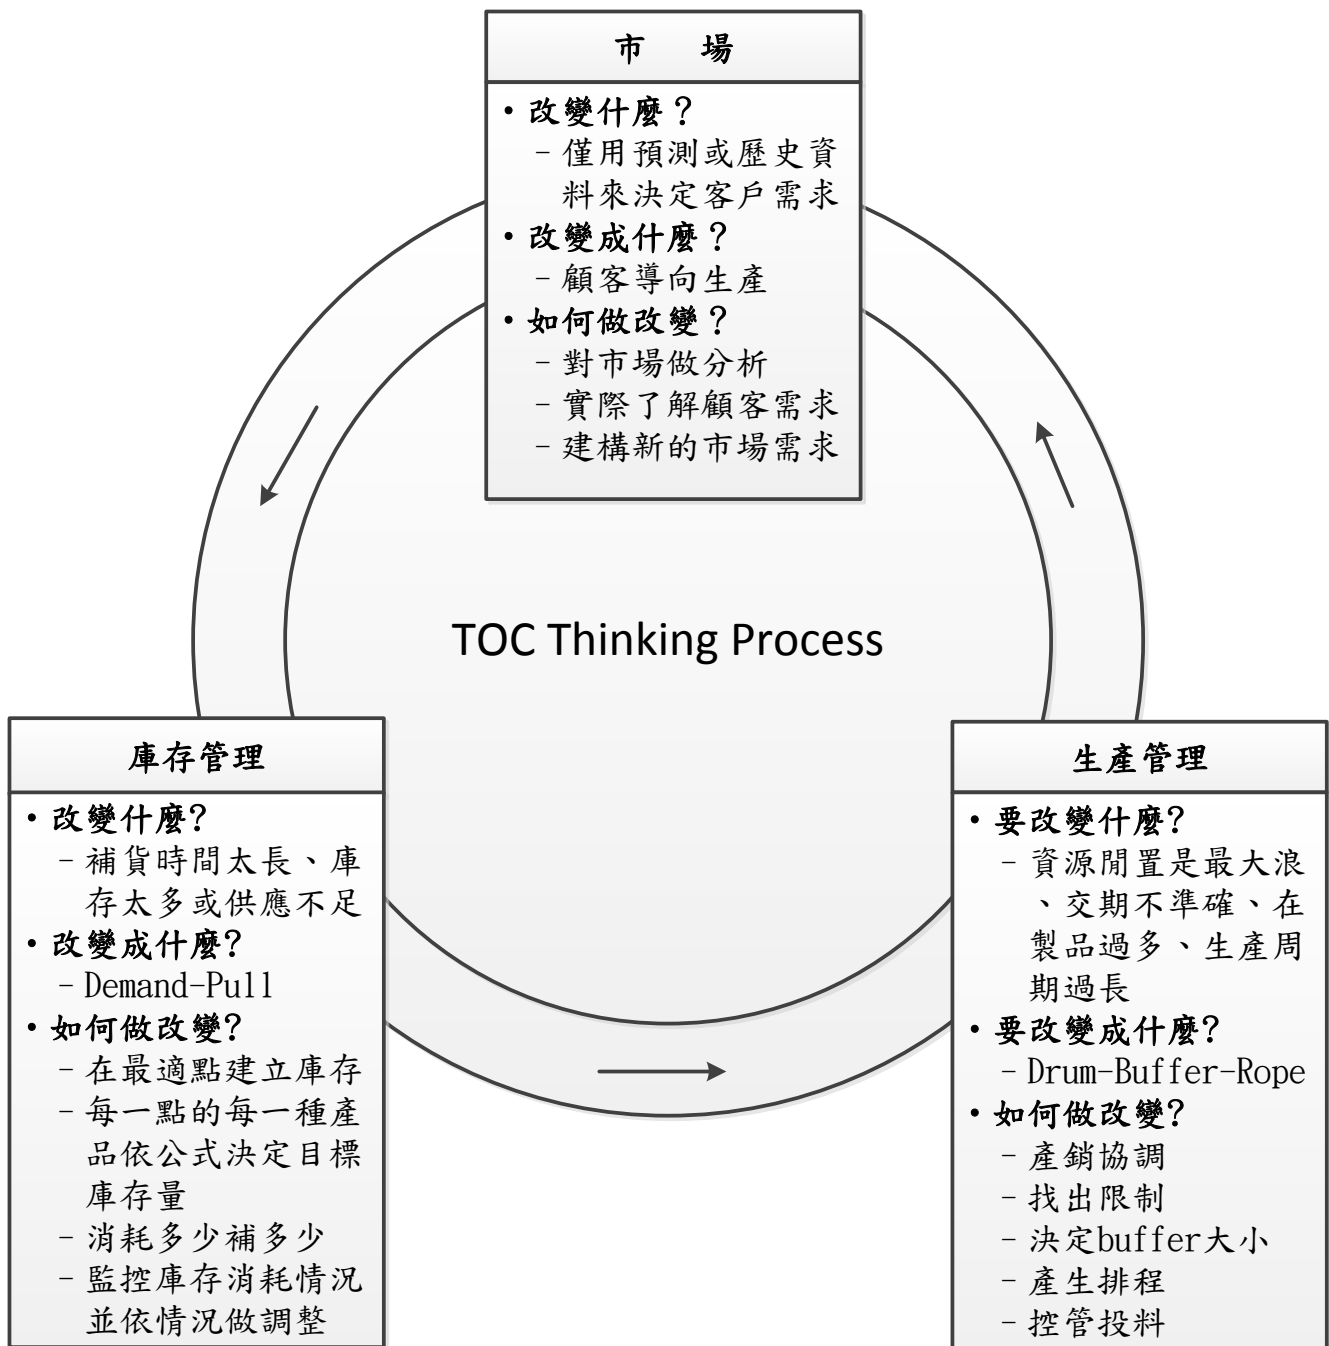 市 場
•改變什麼？
-僅用預測或歷史資
料來決定客戶需求
•改變成什麼？
-顧客導向生產
•如何做改變？
-對市場做分析
-實際了解顧客需求
-建構新的市場需求
TOC Thinking Process
庫存管理
•改變什麼?
-補貨時間太長、庫
存太多或供應不足
•改變成什麼?
-Demand-Pull
•如何做改變?
-在最適點建立庫存
-每一點的每一種產
品依公式決定目標
庫存量
-消耗多少補多少
-監控庫存消耗情況
並依情況做調整
生產管理
•要改變什麼?
-資源閒置是最大浪
、交期不準確、在
製品過多、生產周
期過長
•要改變成什麼?
-Drum-Buffer-Rope
•如何做改變?
-產銷協調
-找出限制
-決定buffer大小
-產生排程
-控管投料